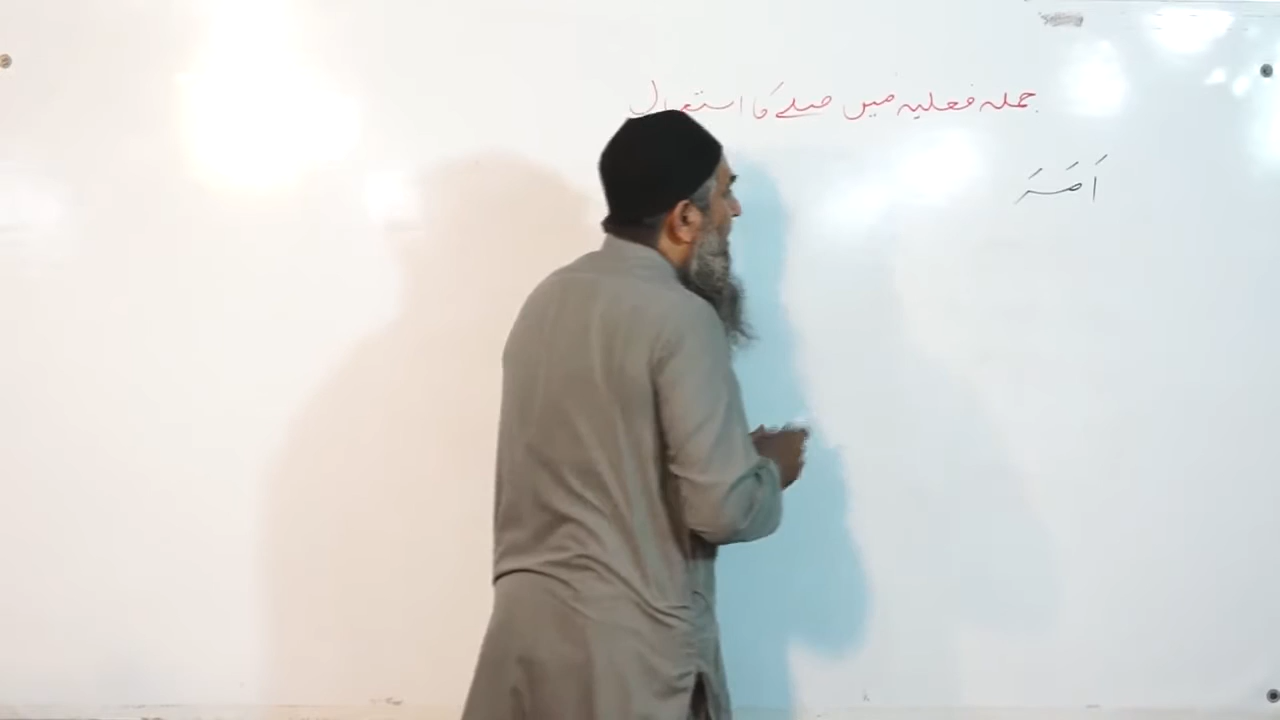 جملہ فعلیہ میں صلے کا استعمال
اَمَرَ